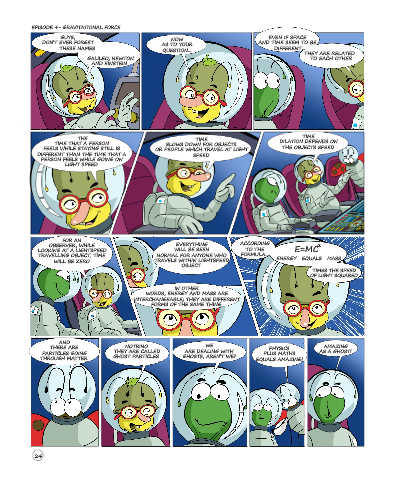 EPISODE 4- GRAVITATIONAL FORCE
GUYS,
DON'T EVER FORGET
THESE NAMES
GALILEO, NEWTON
AND EINSTEIN
NOW
AS TO YOUR
QUESTION...
EVEN IF SPACE
AND TIME SEEM TO BE
DIFFERENT...
THEY ARE RELATED
TO EACH OTHER
THE
TIME THAT A PERSON
FEELS WHILE STAYING STILL IS
DIFFERENT THAN THE TIME THAT A
PERSON FEELS WHILE GOING ON
LIGHT SPEED
TIME
SLOWS DOWN FOR OBJECTS
OR PEOPLE WHICH TRAVEL AT LIGHT
SPEED
TIME
DILATION DEPENDS ON
THE OBJECTS SPEED
FOR AN
OBSERVER, WHILE
LOOKING AT A LIGHTSPEED
TRAVELLING OBJECT, TIME
WILL BE ZERO
EVERYTHING
WILL BE SEEN
NORMAL FOR ANYONE WHO
TRAVELS WITHIN LIGHTSPEED
OBJECT
IN OTHER
WORDS, ENERGY AND MASS ARE
INTERCHANGEABLE; THEY ARE DIFFERENT
FORMS OF THE SAME THING
ACCORDING
TO THE
FORMULA
E=MC²
ENERGY EQUALS MASS
TIMES THE SPEED
OF LIGHT SQUARED
AND
THERE ARE
PARTICLES GOING
THROUGH MATTER
NOTRINO
THEY ARE CALLED
GHOST PARTICLES
WE
ARE DEALING WITH
GHOSTS, AREN'T WE?
PHYSICS
PLUS MATHS
EQUALS AMAZING!
AMAZING
AS A GHOST!
24